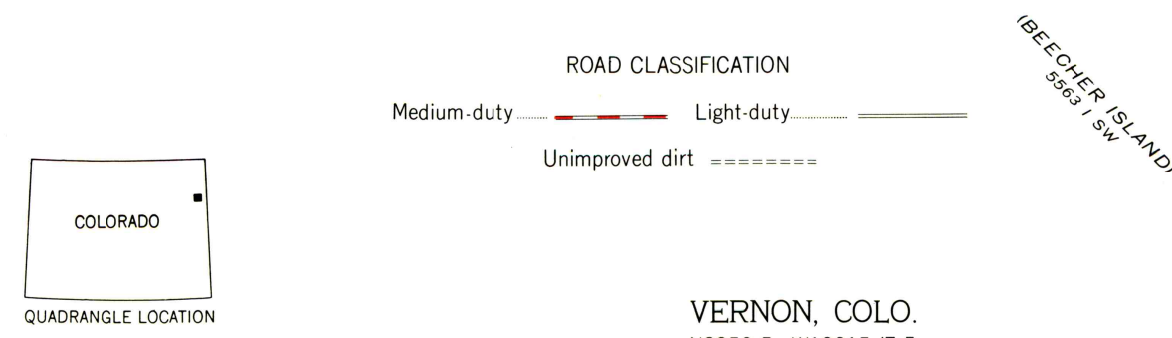 ROAD CLASSIFICATION
Medium-duty
Light-duty
Unimproved dirt
(BEECHER ISLAND)
5563 I SW
COLORADO
QUADRANGLE LOCATION
VERNON, COLO.